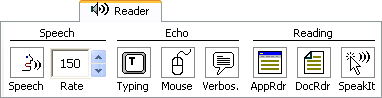 Reader
Speech Echo Reading
150 T
Speech Rate Typing Mouse Verbos. AppRdr DocRdr SpeakIt